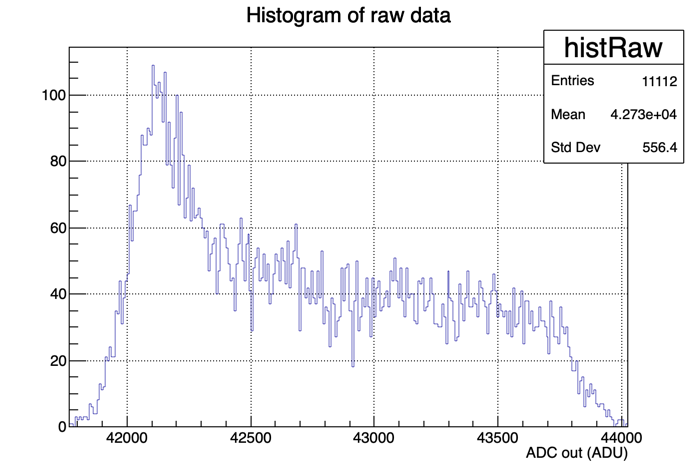 Histogram of raw data
histRaw
Entries 11112
Mean 4.273e+04
Std Dev 556.4
100
80
60
40
20
0
42000 42500 43000 43500 44000
ADC out (ADU)